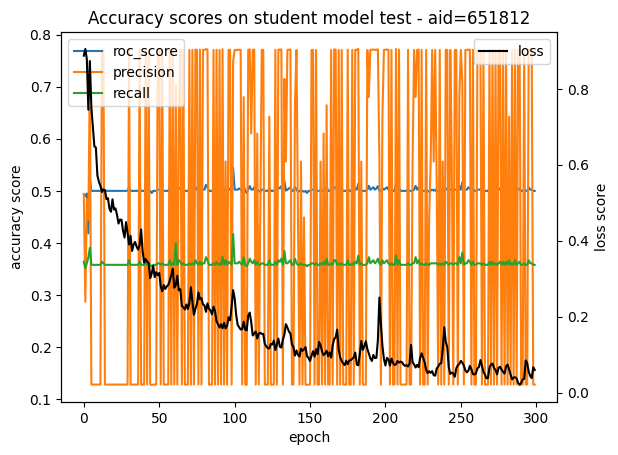 Accuracy scores on student model test - aid=651812
roc_score
precision
recall
loss
accuracy score
0.8
0.7
0.6
0.5
0.4
0.3
0.2
0.1
loss score
0.8
0.6
0.4
0.2
0.0
0
50
100
150
200
250
300
epoch